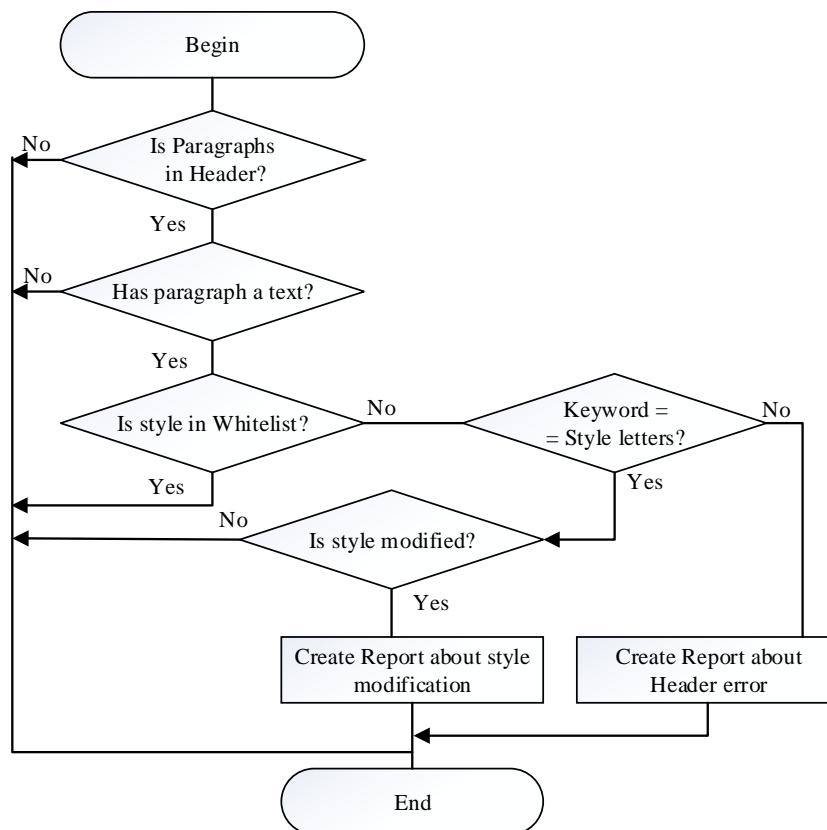 Begin
No
Is Paragraphs
in Header?
Yes
No
Has paragraph a text?
Yes
Is style in Whitelist?
No
Keyword =
= Style letters?
No
Yes
Yes
No
Is style modified?
Yes
Create Report about style
modification
Create Report about
Header error
End